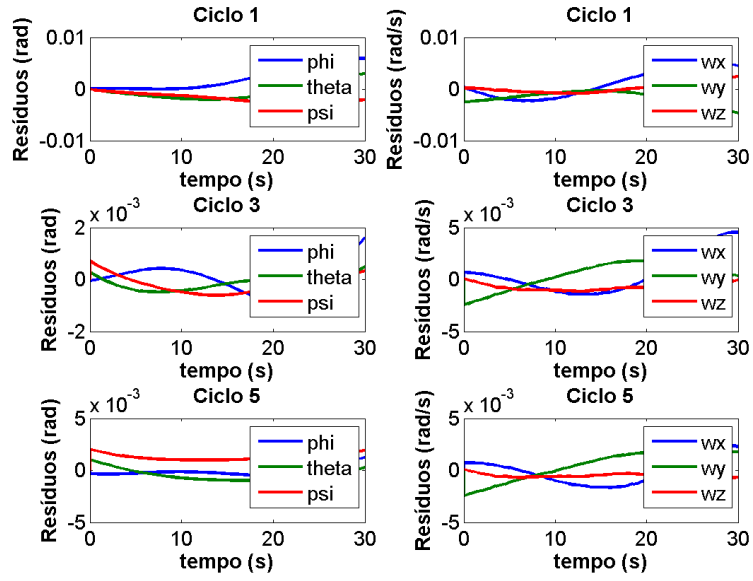 Ciclo 1
Resíduos (rad)
0.01
0
-0.01
phi
theta
psi
0 10 20 30
tempo (s)
Ciclo 1
Resíduos (rad/s)
0.01
0
-0.01
wx
wy
wz
0 10 20 30
tempo (s)
Ciclo 3
x 10⁻³
Resíduos (rad)
2
0
-2
phi
theta
psi
0 10 20 30
tempo (s)
Ciclo 3
x 10⁻³
Resíduos (rad/s)
5
0
-5
wx
wy
wz
0 10 20 30
tempo (s)
Ciclo 5
x 10⁻³
Resíduos (rad)
5
0
-5
phi
theta
psi
0 10 20 30
tempo (s)
Ciclo 5
x 10⁻³
Resíduos (rad/s)
5
0
-5
wx
wy
wz
0 10 20 30
tempo (s)